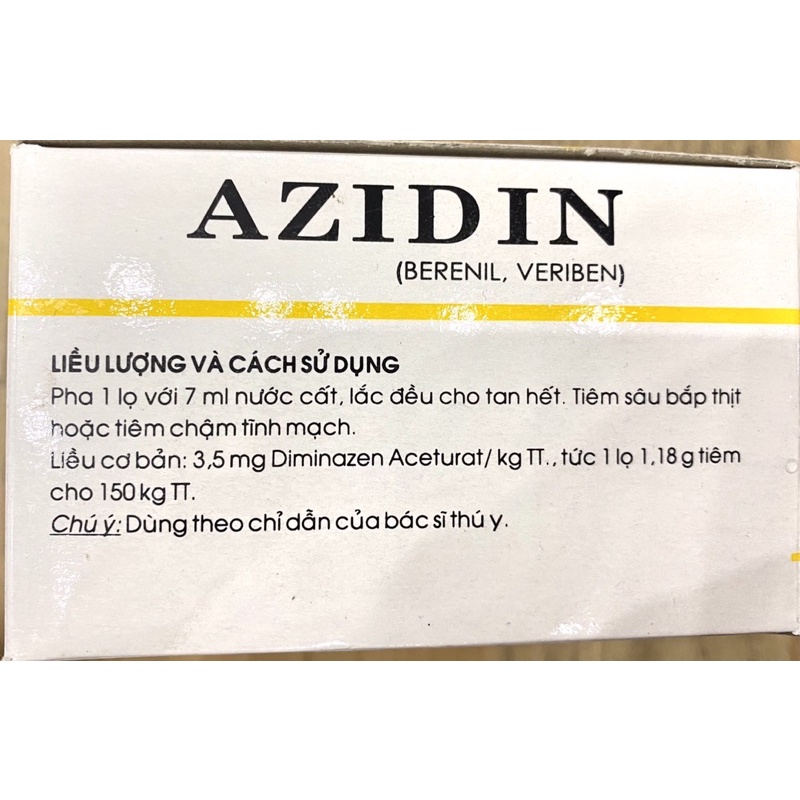 AZIDIN
(BERENIL, VERIBEN)
LIỀU LƯỢNG VÀ CÁCH SỬ DỤNG
Pha 1 lọ với 7 ml nước cất, lắc đều cho tan hết. Tiêm sâu bắp thịt
hoặc tiêm chậm tĩnh mạch.
Liều cơ bản: 3,5 mg Diminazen Aceturat/ kg TT., tức 1 lọ 1,18 g tiêm
cho 150 kg TT.
Chú ý: Dùng theo chỉ dẫn của bác sĩ thú y.